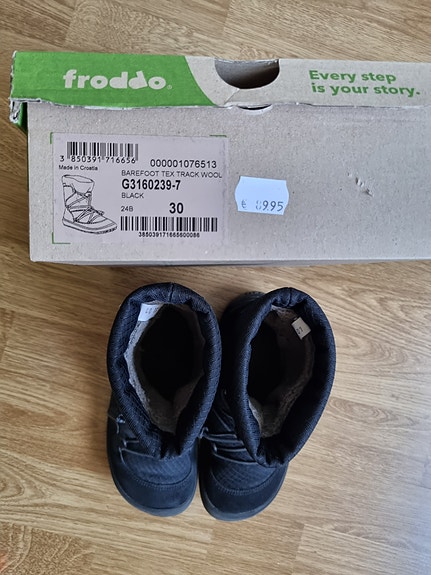 froddo
Every step
is your story.
3 850391 716656
000001076513
Made in Croatia
BAREFOOT TEX TRACK WOOL
G3160239-7
BLACK
24B
30
385039171665600086